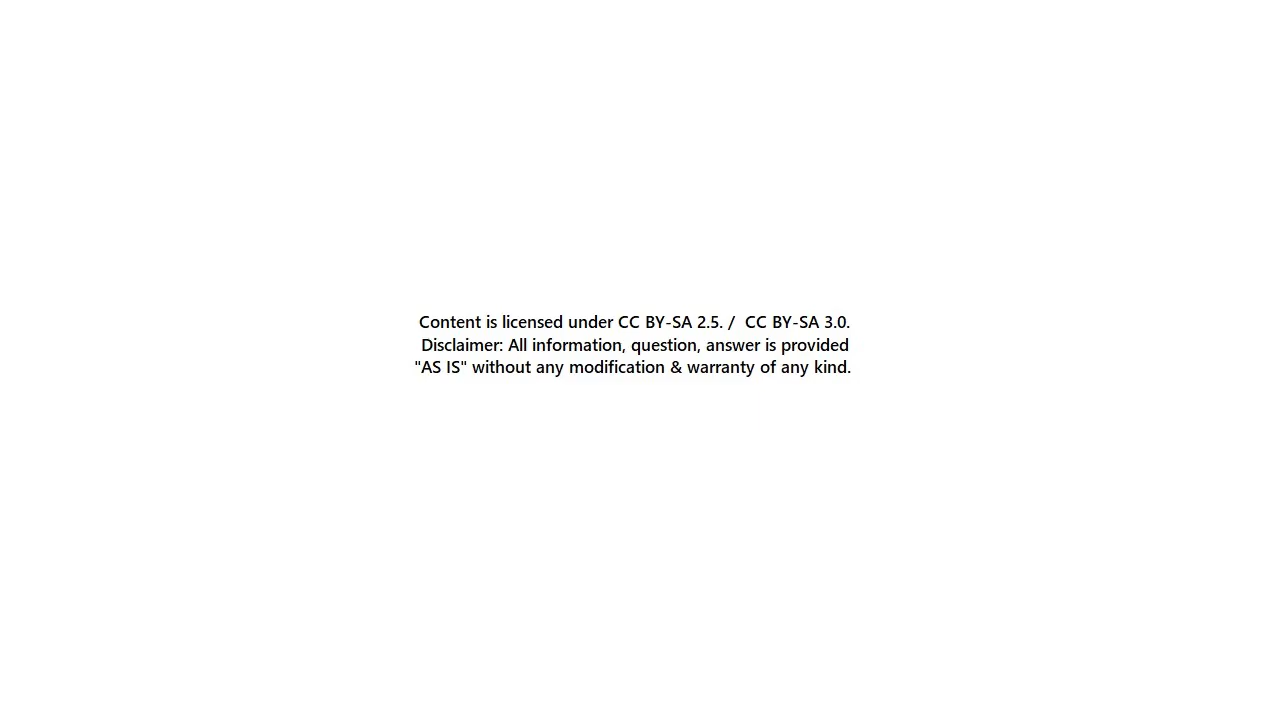 Content is licensed under CC BY-SA 2.5. /  CC BY-SA 3.0.
Disclaimer: All information, question, answer is provided
"AS IS" without any modification & warranty of any kind.